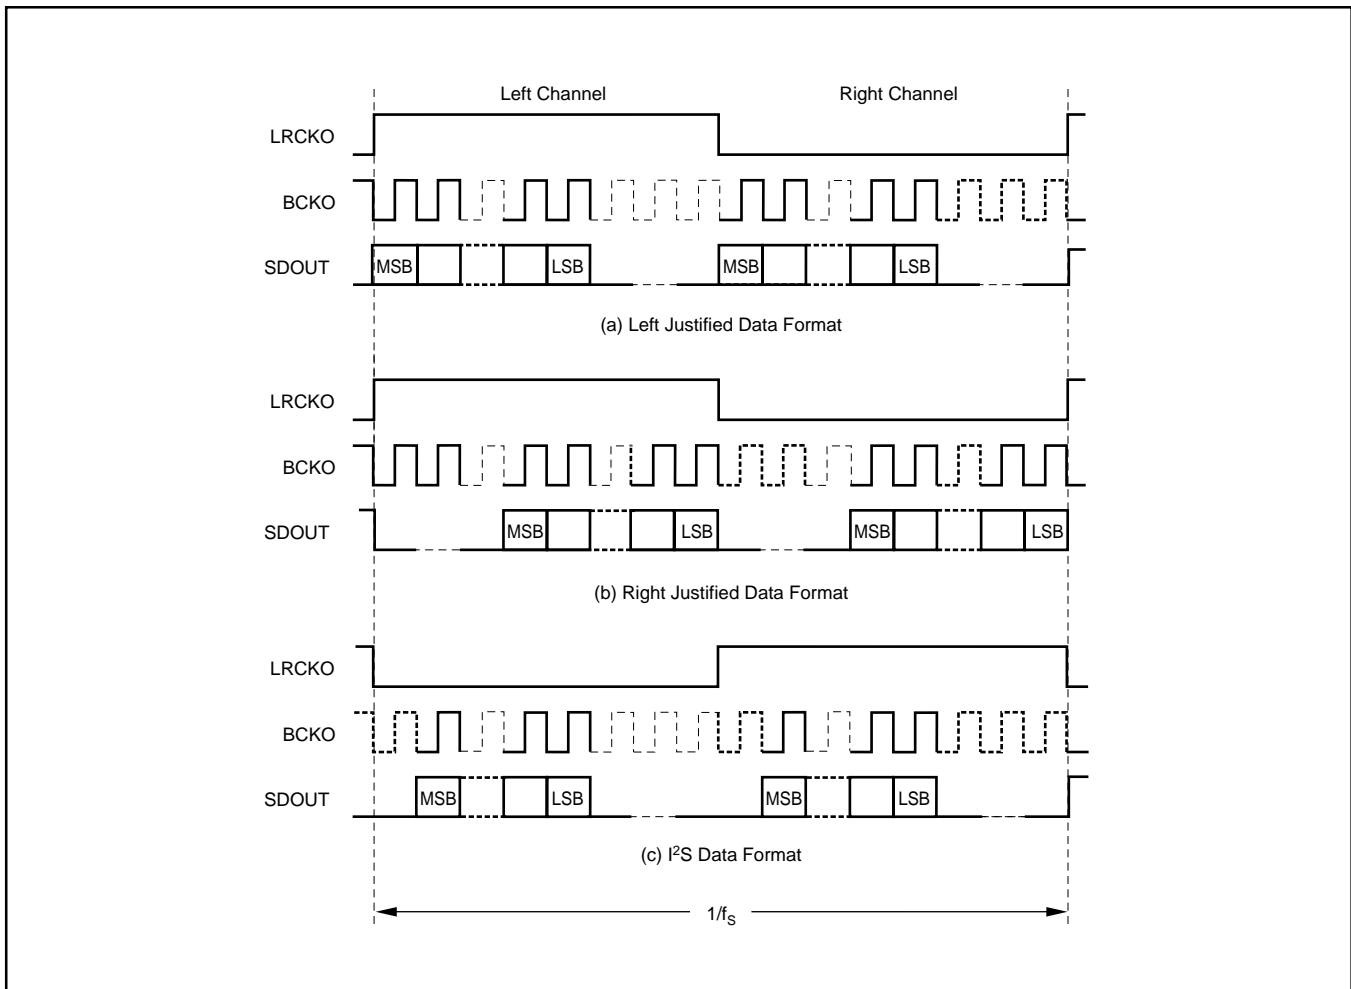 Left Channel Right Channel
LRCKO
BCKO
SDOUT MSB LSB MSB LSB
(a) Left Justified Data Format
LRCKO
BCKO
SDOUT MSB LSB MSB LSB
(b) Right Justified Data Format
LRCKO
BCKO
SDOUT MSB LSB MSB LSB
(c) I²S Data Format
1/fS